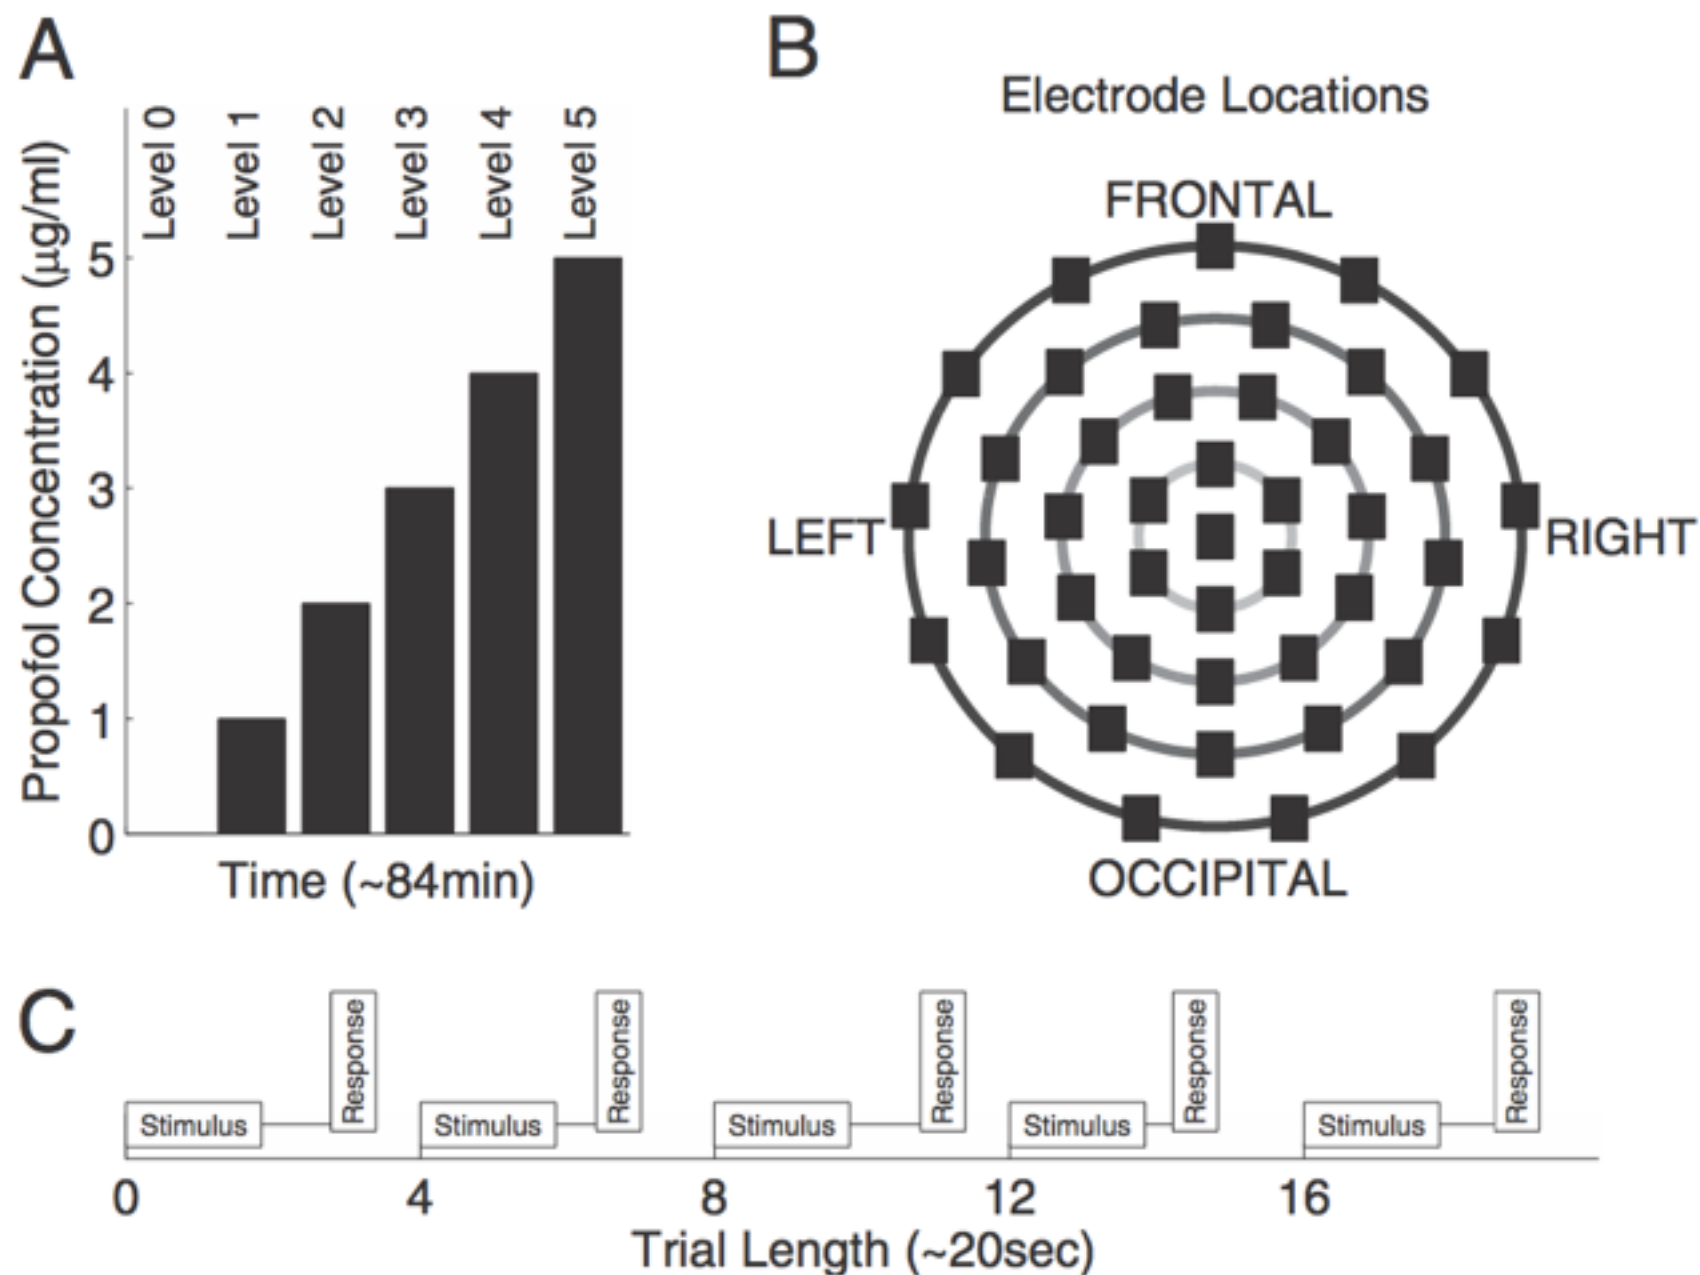 A
Level 0
Level 1
Level 2
Level 3
Level 4
Level 5
Propofol Concentration (μg/ml)
5
4
3
2
1
0
Time (~84min)
B
Electrode Locations
FRONTAL
LEFT
RIGHT
OCCIPITAL
C
Stimulus
Response
Stimulus
Response
Stimulus
Response
Stimulus
Response
Stimulus
Response
0 4 8 12 16
Trial Length (~20sec)